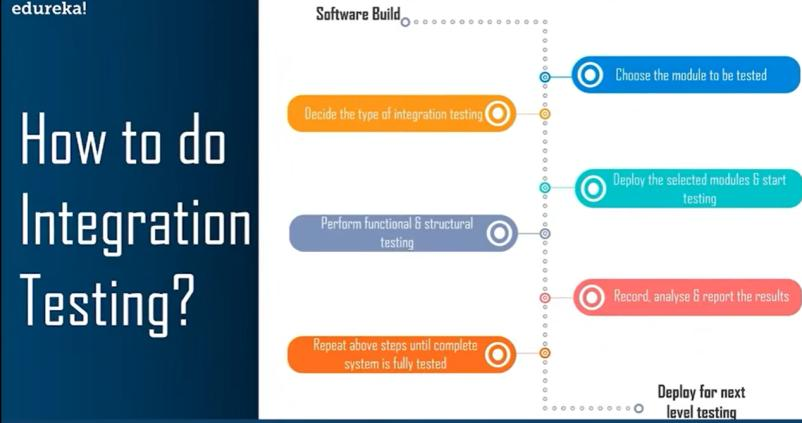 edureka!
How to do
Integration
Testing?
Software Build
Choose the module to be tested
Decide the type of integration testing
Deploy the selected modules & start
testing
Perform functional & structural
testing
Record, analyse & report the results
Repeat above steps until complete
system is fully tested
Deploy for next
level testing